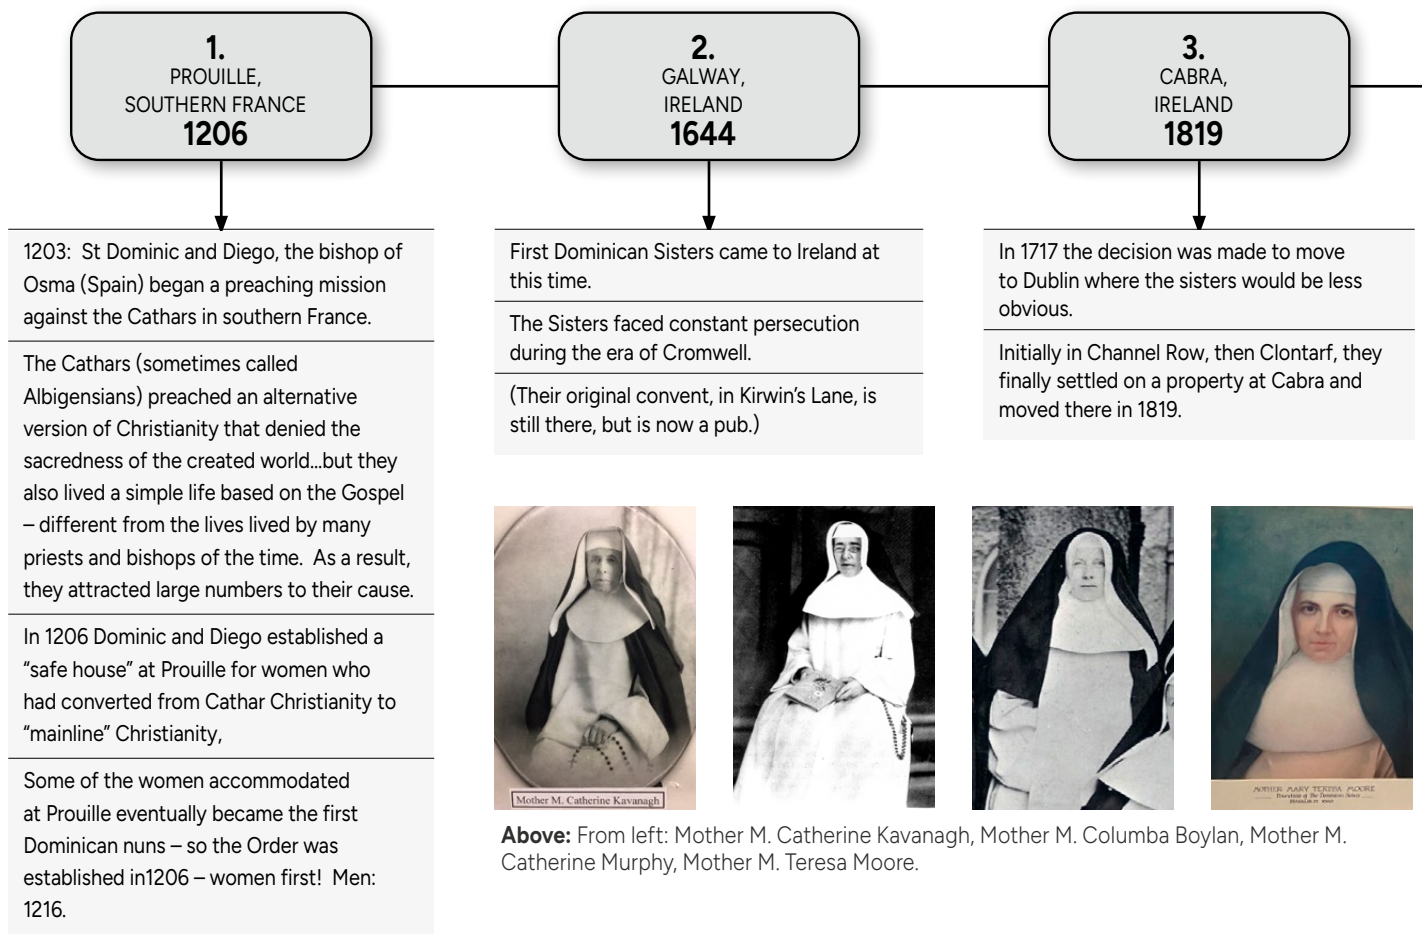 1.
PROUILLE,
SOUTHERN FRANCE
1206
1203:  St Dominic and Diego, the bishop of
Osma (Spain) began a preaching mission
against the Cathars in southern France.
The Cathars (sometimes called
Albigensians) preached an alternative
version of Christianity that denied the
sacredness of the created world...but they
also lived a simple life based on the Gospel
– different from the lives lived by many
priests and bishops of the time.  As a result,
they attracted large numbers to their cause.
In 1206 Dominic and Diego established a
“safe house” at Prouille for women who
had converted from Cathar Christianity to
“mainline” Christianity,
Some of the women accommodated
at Prouille eventually became the first
Dominican nuns – so the Order was
established in1206 – women first!  Men:
1216.
2.
GALWAY,
IRELAND
1644
First Dominican Sisters came to Ireland at
this time.
The Sisters faced constant persecution
during the era of Cromwell.
(Their original convent, in Kirwin’s Lane, is
still there, but is now a pub.)
3.
CABRA,
IRELAND
1819
In 1717 the decision was made to move
to Dublin where the sisters would be less
obvious.
Initially in Channel Row, then Clontarf, they
finally settled on a property at Cabra and
moved there in 1819.
Mother M. Catherine Kavanagh
MOTHER MARY TERESA MOORE
Above: From left: Mother M. Catherine Kavanagh, Mother M. Columba Boylan, Mother M.
Catherine Murphy, Mother M. Teresa Moore.